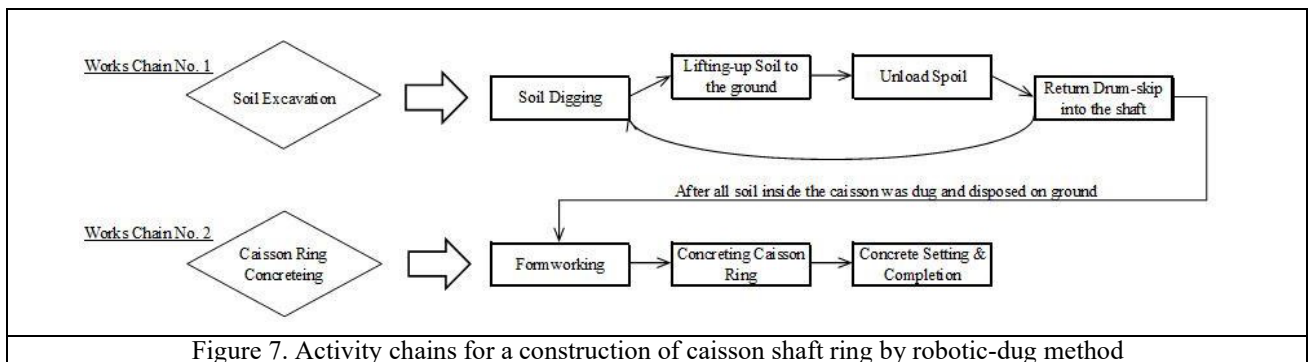 Works Chain No. 1
Soil Excavation
Soil Digging
Lifting-up Soil to
the ground
Unload Spoil
Return Drum-skip
into the shaft
After all soil inside the caisson was dug and disposed on ground
Works Chain No. 2
Caisson Ring
Concreteing
Formworking
Concreting Caisson
Ring
Concrete Setting &
Completion
Figure 7. Activity chains for a construction of caisson shaft ring by robotic-dug method